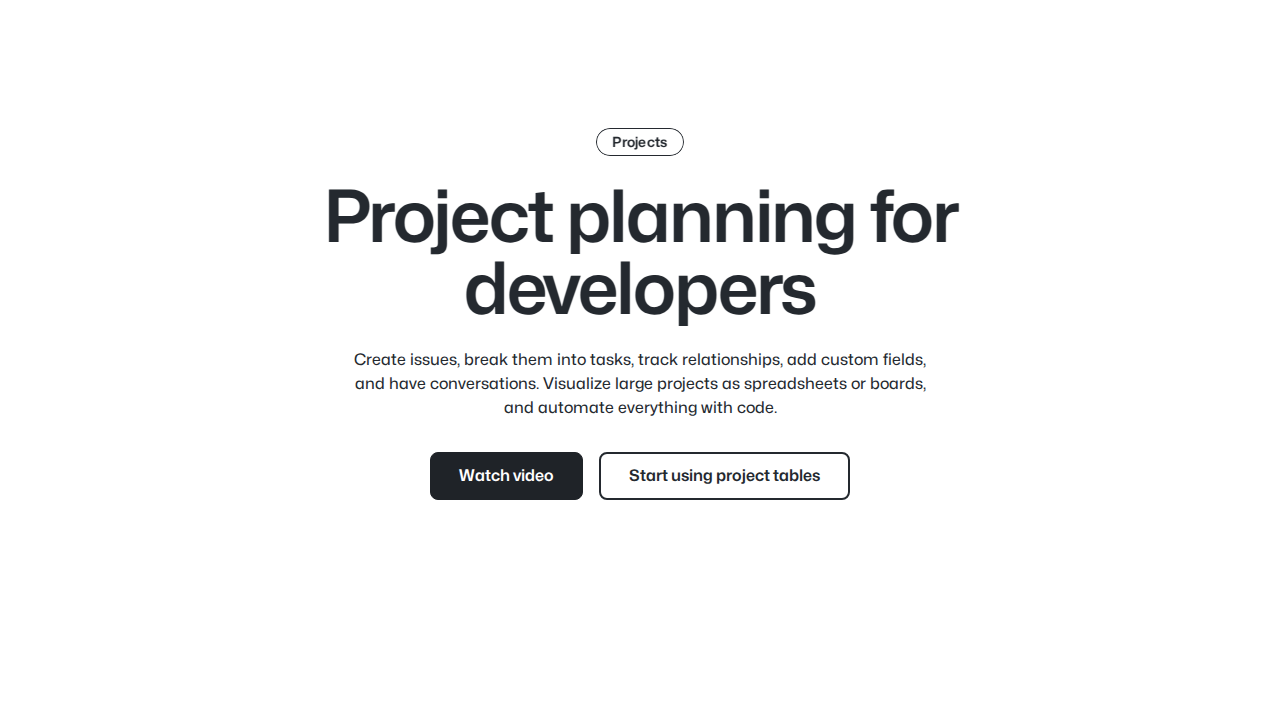 Projects
Project planning for
developers
Create issues, break them into tasks, track relationships, add custom fields,
and have conversations. Visualize large projects as spreadsheets or boards,
and automate everything with code.
Watch video
Start using project tables